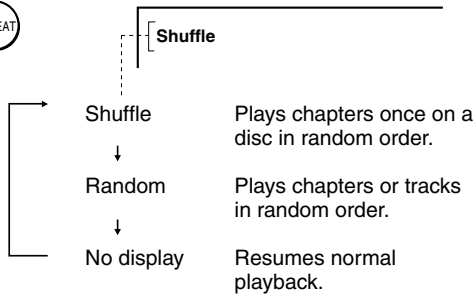 EAT
Shuffle
Shuffle Plays chapters once on a
disc in random order.
Random Plays chapters or tracks
in random order.
No display Resumes normal
playback.